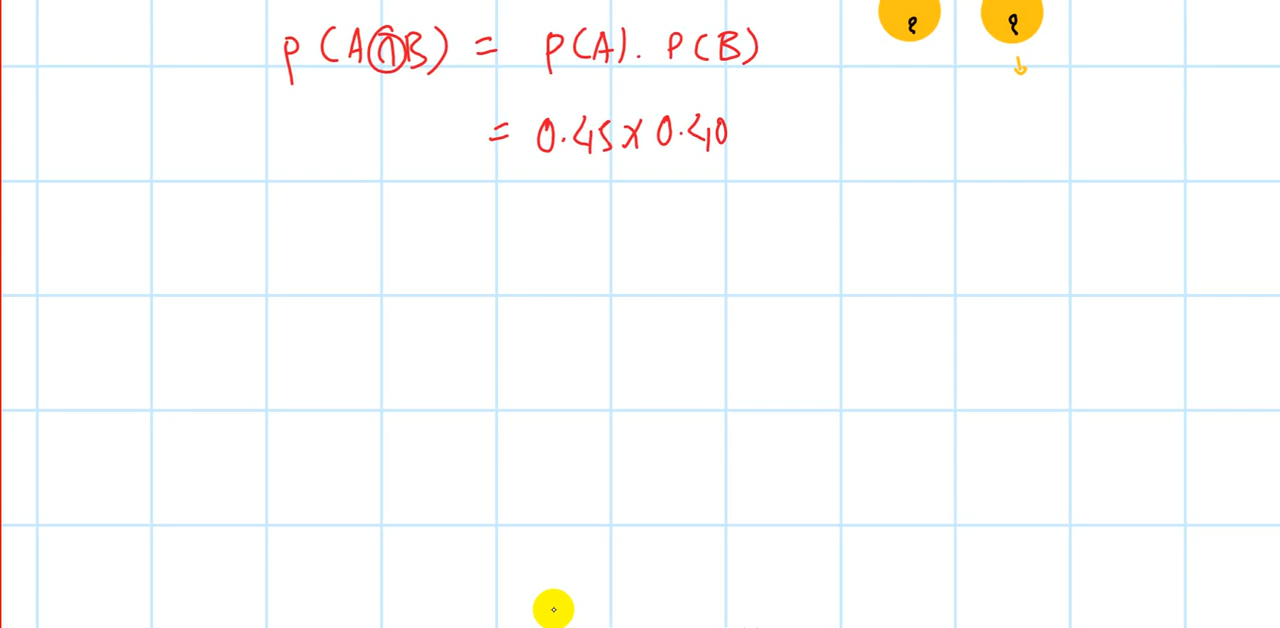 P(A∩B) = P(A). P(B)
= 0.45 x 0.40